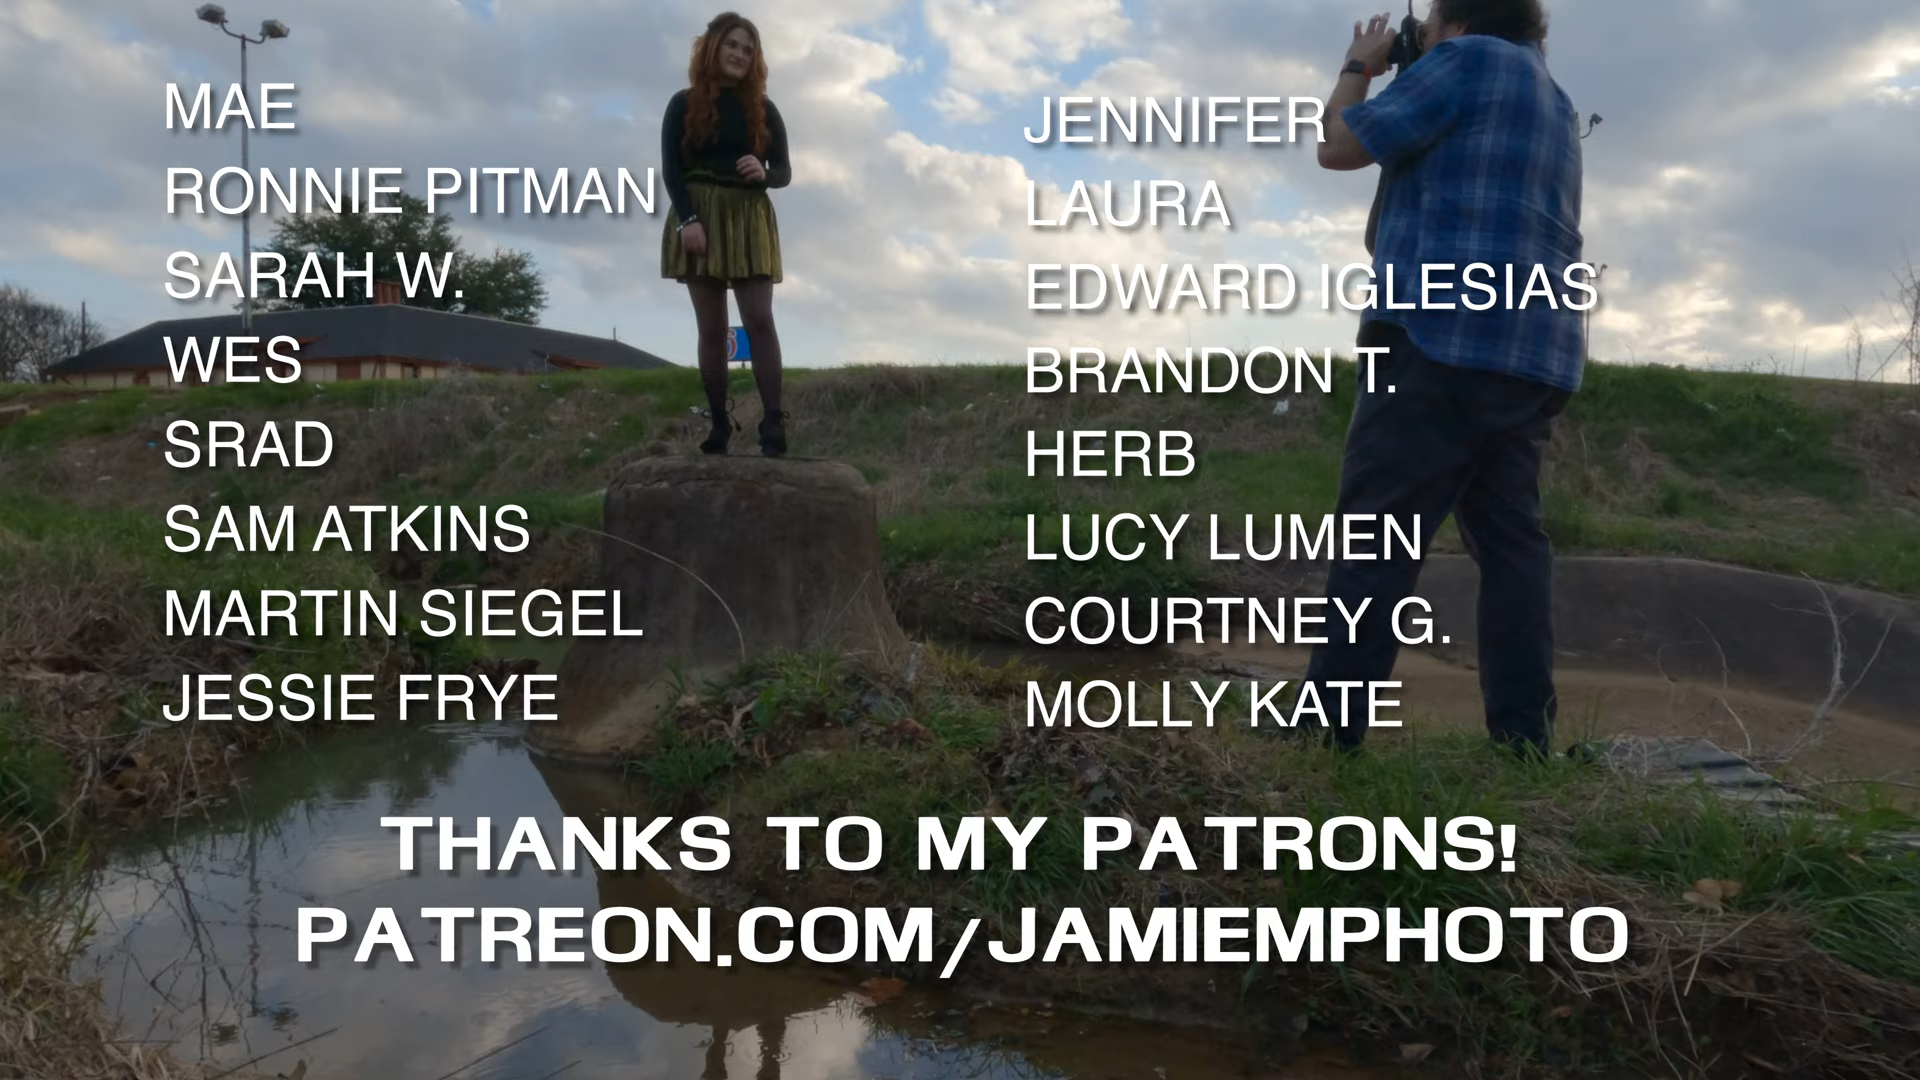 MAE
RONNIE PITMAN
SARAH W.
WES
SRAD
SAM ATKINS
MARTIN SIEGEL
JESSIE FRYE
JENNIFER
LAURA
EDWARD IGLESIAS
BRANDON T.
HERB
LUCY LUMEN
COURTNEY G.
MOLLY KATE
6
THANKS TO MY PATRONS!
PATREON.COM/JAMIEMPHOTO